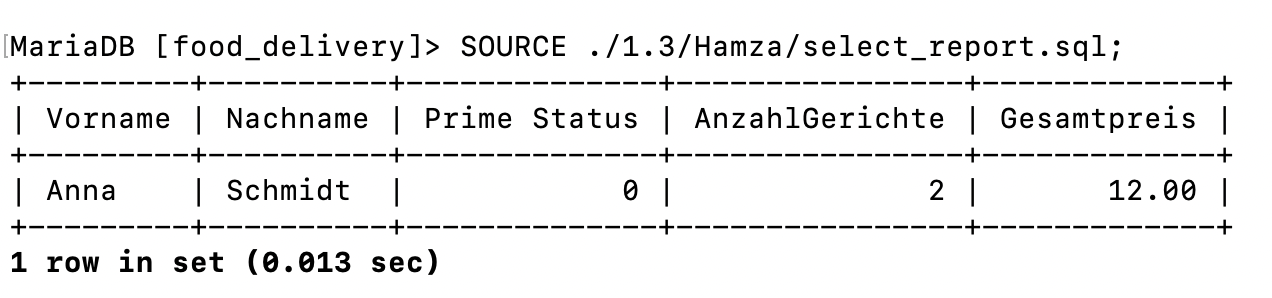 MariaDB [food_delivery]> SOURCE ./1.3/Hamza/select_report.sql;
+---------+----------+--------------+----------------+-------------+
| Vorname | Nachname | Prime Status | AnzahlGerichte | Gesamtpreis |
+---------+----------+--------------+----------------+-------------+
| Anna    | Schmidt  |            0 |              2 |       12.00 |
+---------+----------+--------------+----------------+-------------+
1 row in set (0.013 sec)